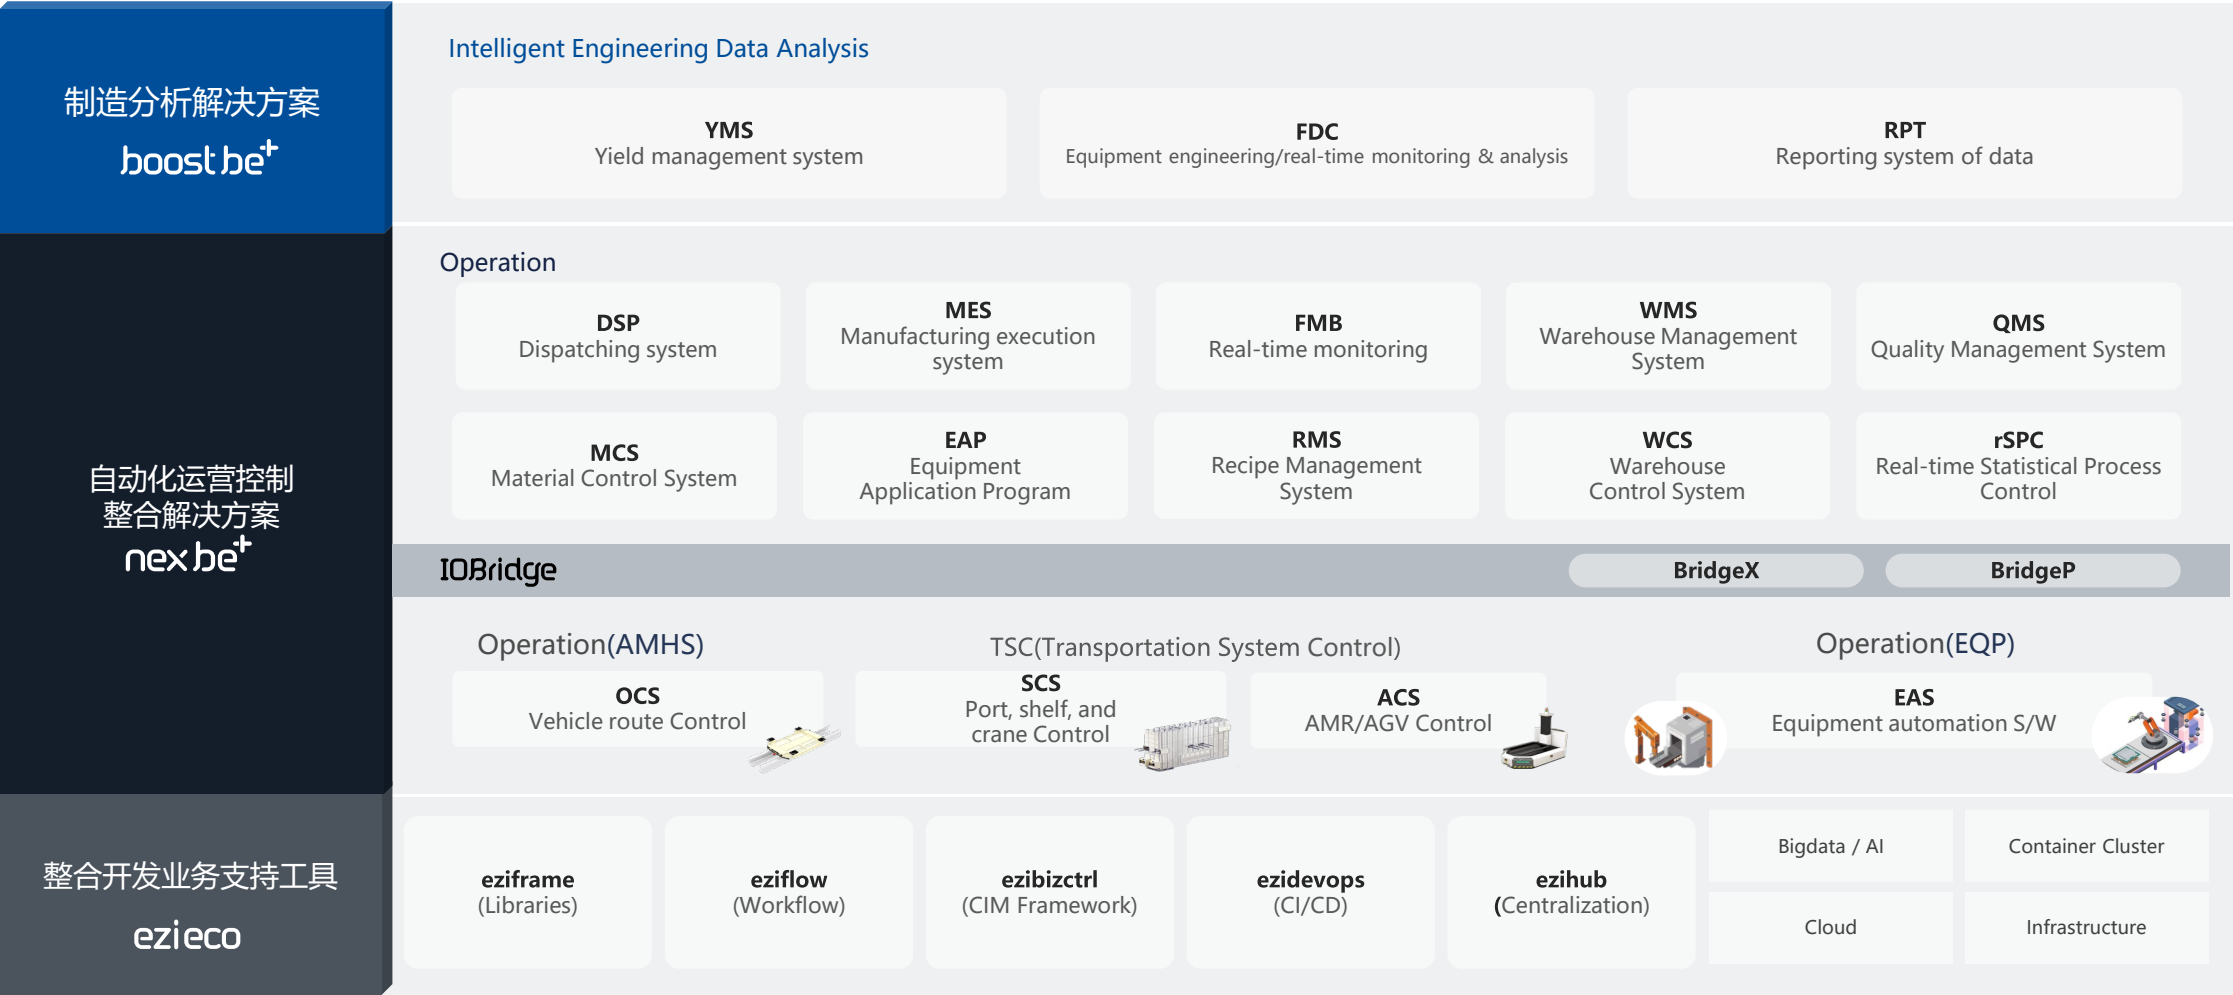 制造分析解决方案
boost.be+
Intelligent Engineering Data Analysis
YMS
Yield management system
FDC
Equipment engineering/real-time monitoring & analysis
RPT
Reporting system of data
自动化运营控制
整合解决方案
nex.be+
Operation
DSP
Dispatching system
MES
Manufacturing execution
system
FMB
Real-time monitoring
WMS
Warehouse Management
System
QMS
Quality Management System
MCS
Material Control System
EAP
Equipment
Application Program
RMS
Recipe Management
System
WCS
Warehouse
Control System
rSPC
Real-time Statistical Process
Control
IOBridge
BridgeX
BridgeP
Operation(AMHS)
TSC(Transportation System Control)
Operation(EQP)
OCS
Vehicle route Control
SCS
Port, shelf, and
crane Control
ACS
AMR/AGV Control
EAS
Equipment automation S/W
整合开发业务支持工具
ezieco
eziframe
(Libraries)
eziflow
(Workflow)
ezibizctrl
(CIM Framework)
ezidevops
(CI/CD)
ezihub
(Centralization)
Bigdata / AI
Container Cluster
Cloud
Infrastructure